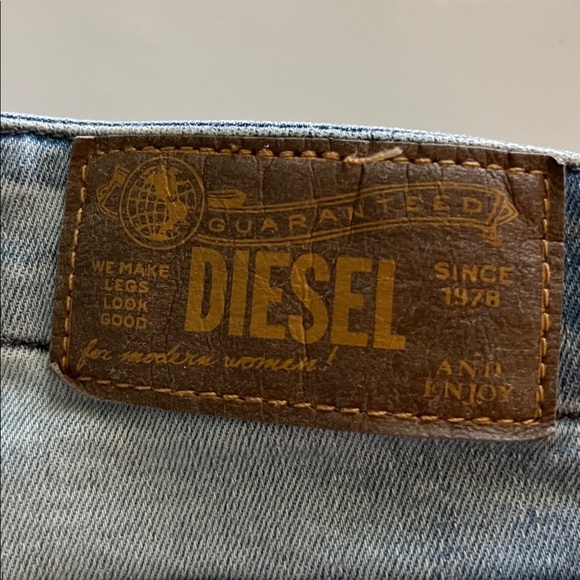 GUARANTEED
WE MAKE
LEGS
LOOK
GOOD
DIESEL
SINCE
1978
for modern women!
AND
ENJOY